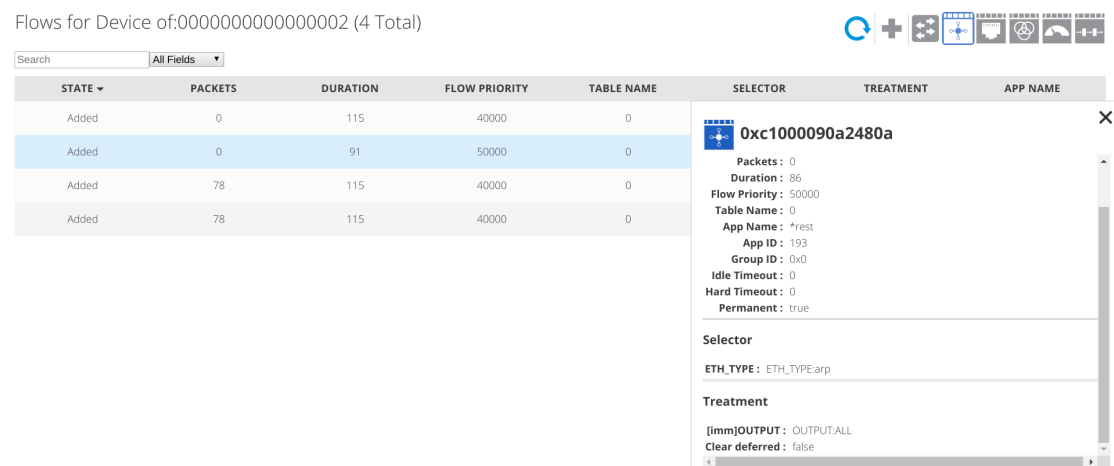 Flows for Device of:0000000000000002 (4 Total)
Search All Fields
STATE PACKETS DURATION FLOW PRIORITY TABLE NAME SELECTOR TREATMENT APP NAME
Added 0 115 40000 0
Added 0 91 50000 0
Added 78 115 40000 0
Added 78 115 40000 0
0xc1000090a2480a
Packets : 0
Duration : 86
Flow Priority : 50000
Table Name : 0
App Name : *rest
App ID : 193
Group ID : 0x0
Idle Timeout : 0
Hard Timeout : 0
Permanent : true
Selector
ETH_TYPE : ETH_TYPE:arp
Treatment
[imm]OUTPUT : OUTPUT:ALL
Clear deferred : false